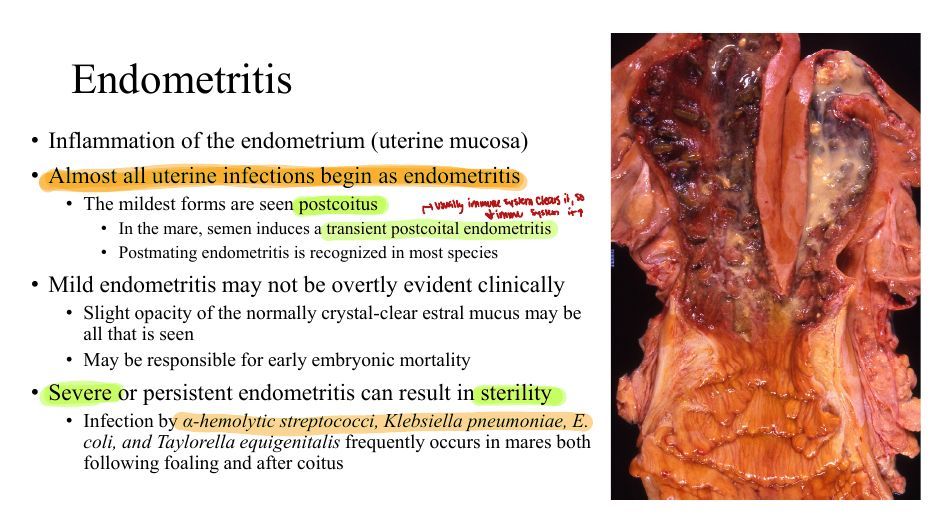 Endometritis
• Inflammation of the endometrium (uterine mucosa)
• Almost all uterine infections begin as endometritis
• The mildest forms are seen postcoitus
usually immune system clears it, so
↓ immune system it ↑
• In the mare, semen induces a transient postcoital endometritis
• Postmating endometritis is recognized in most species
• Mild endometritis may not be overtly evident clinically
• Slight opacity of the normally crystal-clear estral mucus may be
all that is seen
• May be responsible for early embryonic mortality
• Severe or persistent endometritis can result in sterility
• Infection by α-hemolytic streptococci, Klebsiella pneumoniae, E.
coli, and Taylorella equigenitalis frequently occurs in mares both
following foaling and after coitus